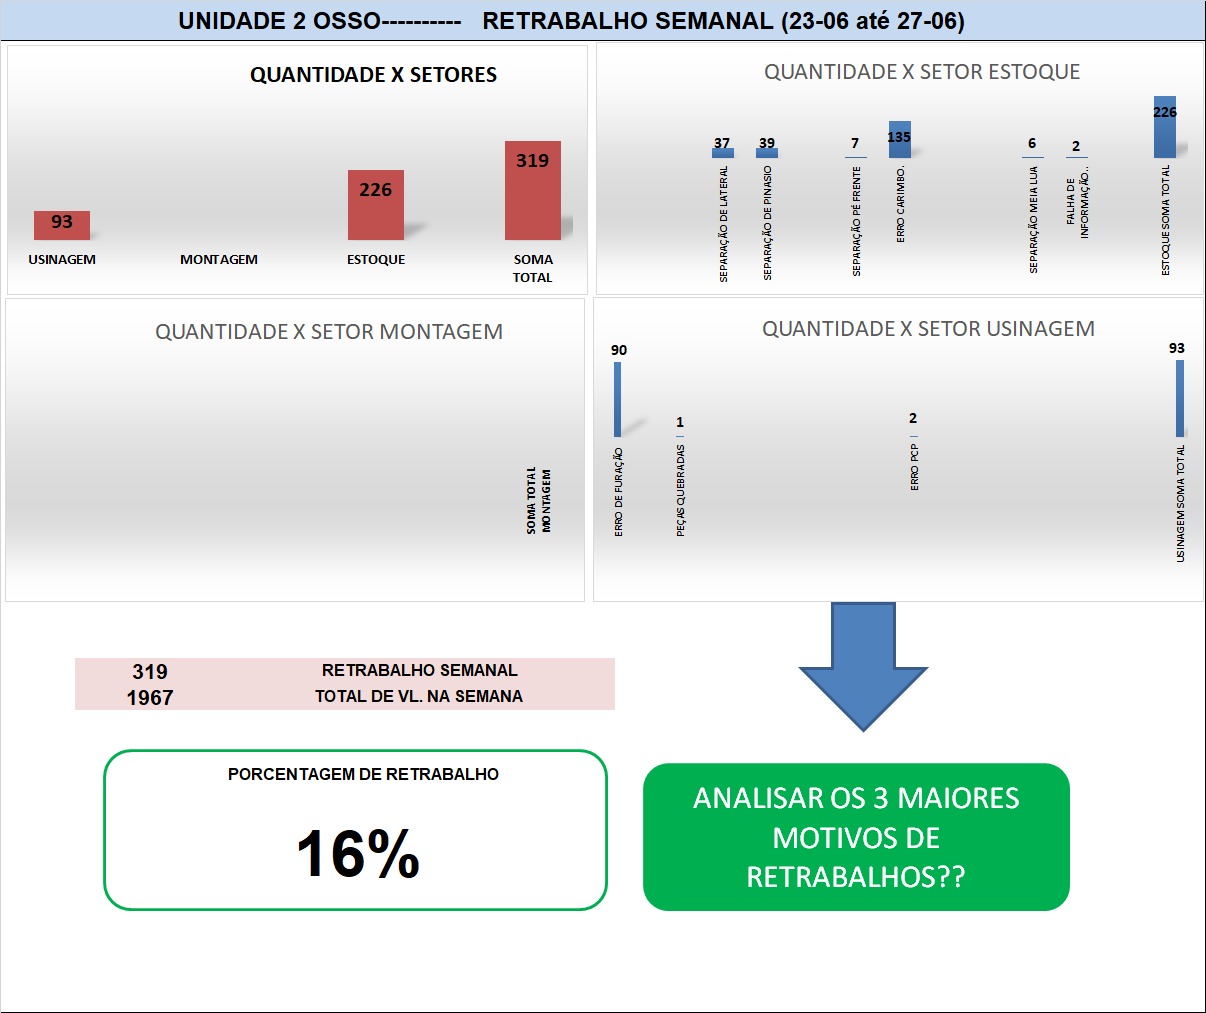 UNIDADE 2 OSSO---------- RETRABALHO SEMANAL (23-06 até 27-06)
QUANTIDADE X SETORES
93
226
319
USINAGEM
MONTAGEM
ESTOQUE
SOMA
TOTAL
QUANTIDADE X SETOR ESTOQUE
37
39
7
135
6
2
226
SEPARAÇÃO DE LATERAL
SEPARAÇÃO DE PINASIO
SEPARAÇÃO PÉ FRENTE
ERRO CARIMBO.
SEPARAÇÃO MEIA LUA
FALHA DE
INFORMAÇÃO..
ESTOQUE SOMA TOTAL
QUANTIDADE X SETOR MONTAGEM
SOMA TOTAL
MONTAGEM
QUANTIDADE X SETOR USINAGEM
90
1
2
93
ERRO DE FURAÇÃO
PEÇAS QUEBRADAS
ERRO PCP
USINAGEM SOMA TOTAL
319 RETRABALHO SEMANAL
1967 TOTAL DE VL. NA SEMANA
PORCENTAGEM DE RETRABALHO
16%
ANALISAR OS 3 MAIORES
MOTIVOS DE
RETRABALHOS??